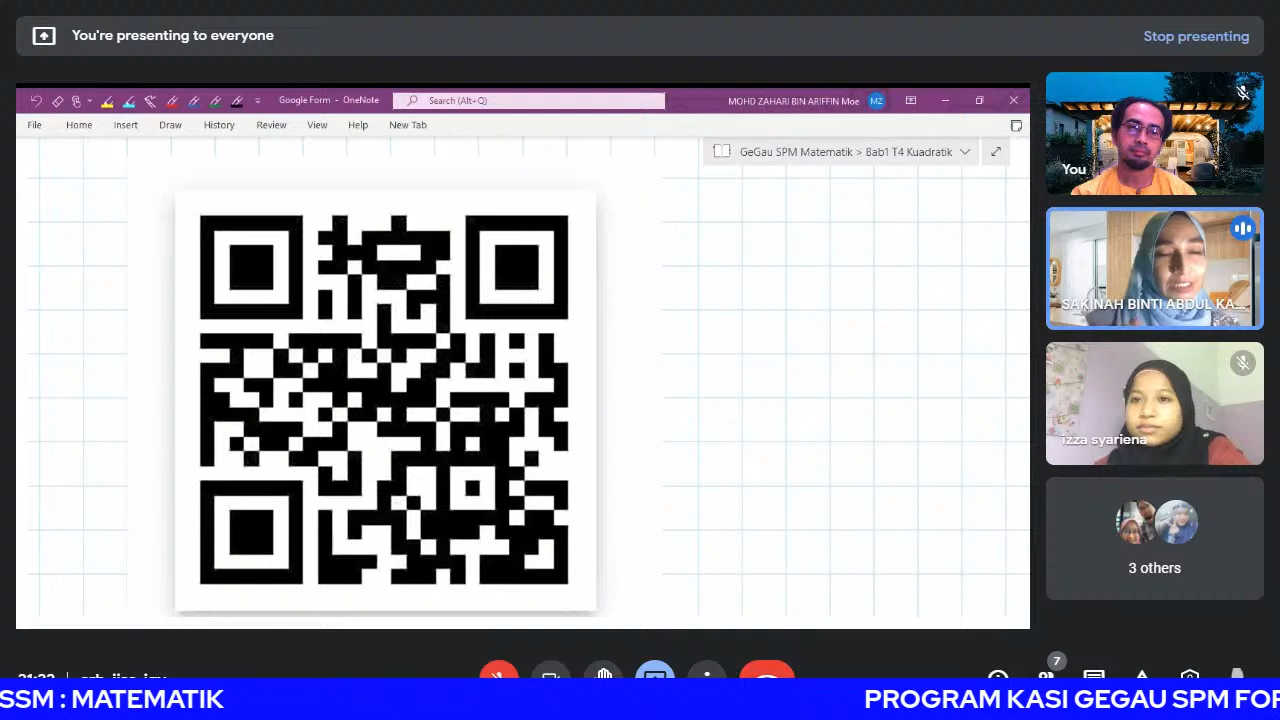 You're presenting to everyone
Stop presenting
Google Form - OneNote
Search (Alt+Q)
MOHD ZAHARI BIN ARIFFIN Moe
MZ
File Home Insert Draw History Review View Help New Tab
GeGau SPM Matematik > Bab1 T4 Kuadratik
You
SAKINAH BINTI ABDUL KA...
izza syariena
3 others
7
SSM : MATEMATIK
PROGRAM KASI GEGAU SPM FOR